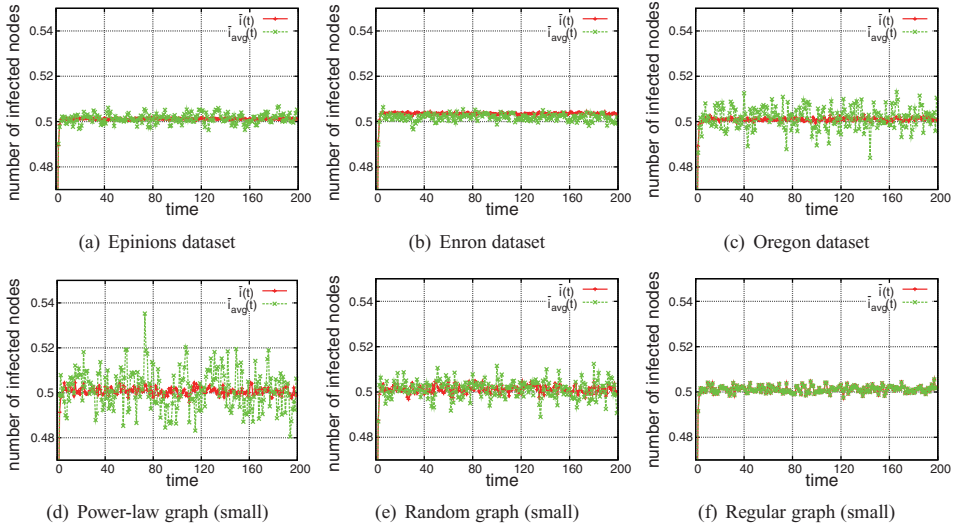 number of infected nodes
0.54
0.52
0.5
0.48
0 40 80 120 160 200
time
ī(t)
ī_avg(t)
(a) Epinions dataset
number of infected nodes
0.54
0.52
0.5
0.48
0 40 80 120 160 200
time
ī(t)
ī_avg(t)
(b) Enron dataset
number of infected nodes
0.54
0.52
0.5
0.48
0 40 80 120 160 200
time
ī(t)
ī_avg(t)
(c) Oregon dataset
number of infected nodes
0.54
0.52
0.5
0.48
0 40 80 120 160 200
time
ī(t)
ī_avg(t)
(d) Power-law graph (small)
number of infected nodes
0.54
0.52
0.5
0.48
0 40 80 120 160 200
time
ī(t)
ī_avg(t)
(e) Random graph (small)
number of infected nodes
0.54
0.52
0.5
0.48
0 40 80 120 160 200
time
ī(t)
ī_avg(t)
(f) Regular graph (small)